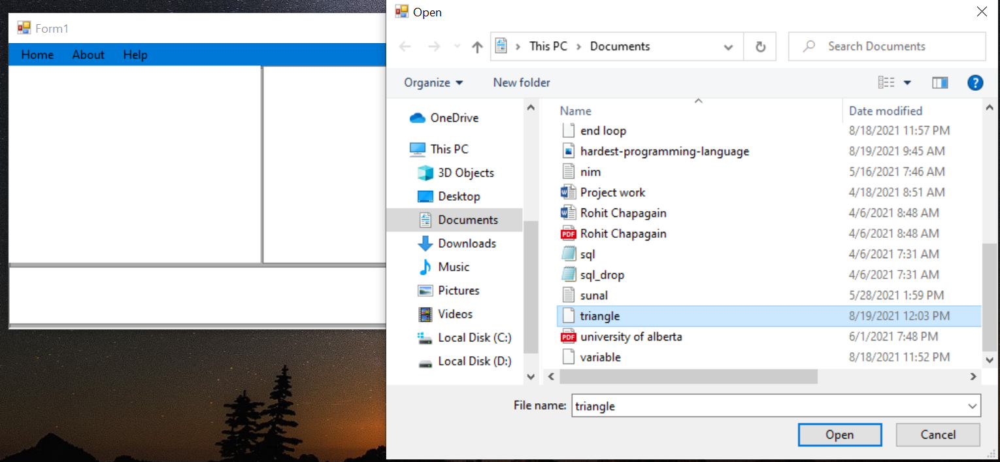 Form1
Home About Help
Open
This PC Documents
Search Documents
Organize New folder
?
OneDrive
This PC
3D Objects
Desktop
Documents
Downloads
Music
Pictures
Videos
Local Disk (C:)
Local Disk (D:)
Name Date modified
end loop 8/18/2021 11:57 PM
hardest-programming-language 8/19/2021 9:45 AM
nim 5/16/2021 7:46 AM
Project work 4/18/2021 8:51 AM
Rohit Chapagain 4/6/2021 8:48 AM
PDF Rohit Chapagain 4/6/2021 8:48 AM
sql 4/6/2021 7:31 AM
sql_drop 4/6/2021 7:31 AM
sunal 5/28/2021 1:59 PM
triangle 8/19/2021 12:03 PM
PDF university of alberta 6/1/2021 7:48 PM
variable 8/18/2021 11:52 PM
File name: triangle
Open Cancel